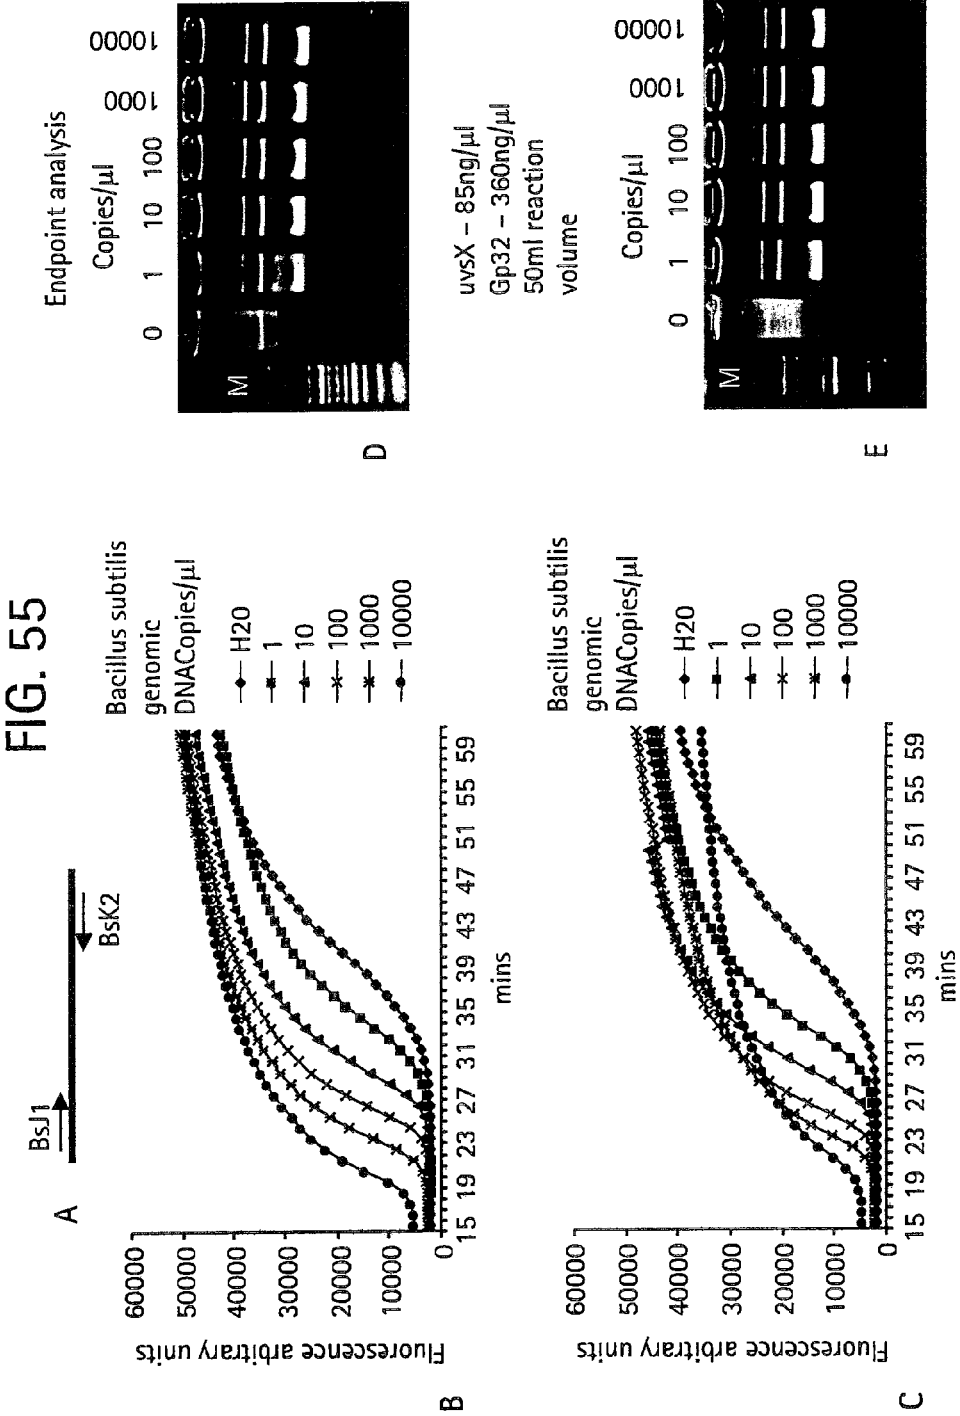 FIG. 55
A
BsJ1
BsK2
B
Fluorescence arbitrary units
60000
50000
40000
30000
20000
10000
0
15 19 23 27 31 35 39 43 47 51 55 59
mins
Bacillus subtilis
genomic
DNACopies/µl
H20
1
10
100
1000
10000
C
Fluorescence arbitrary units
60000
50000
40000
30000
20000
10000
0
15 19 23 27 31 35 39 43 47 51 55 59
mins
Bacillus subtilis
genomic
DNACopies/µl
H20
1
10
100
1000
10000
Endpoint analysis
Copies/µl
0 1 10 100 1000 10000
M
D
uvsX – 85ng/µl
Gp32 – 360ng/µl
50ml reaction
volume
Copies/µl
0 1 10 100 1000 10000
M
E